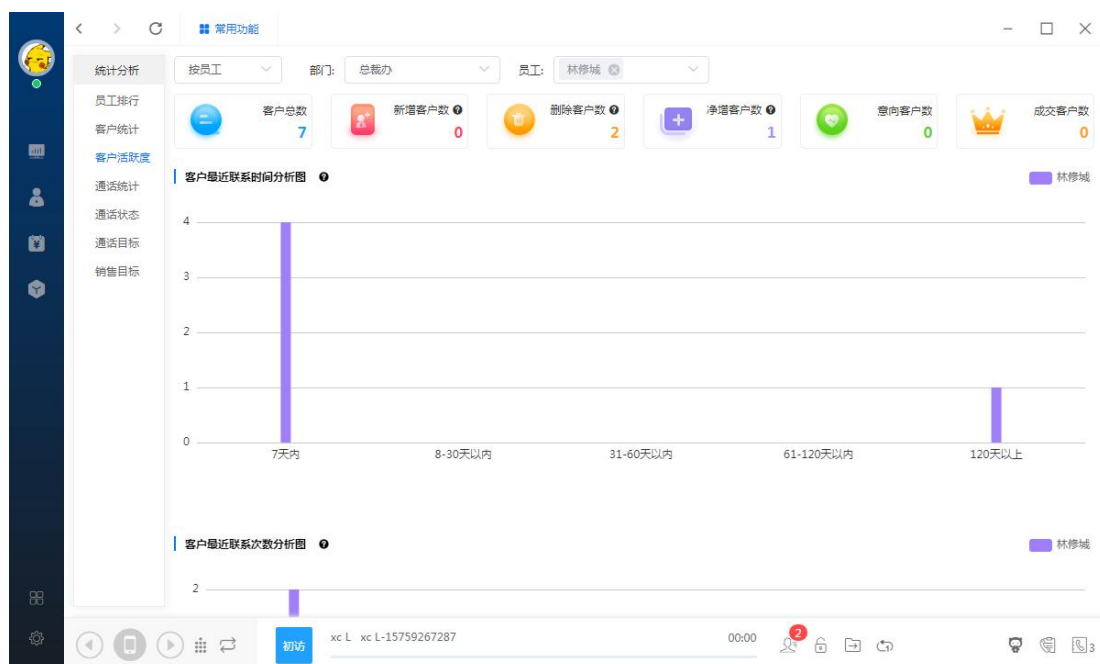 常用功能
统计分析
员工排行
客户统计
客户活跃度
通话统计
通话状态
通话目标
销售目标
按员工 部门: 总裁办 员工: 林修城
客户总数 新增客户数 删除客户数 净增客户数 意向客户数 成交客户数
7 0 2 1 0 0
客户最近联系时间分析图 林修城
4
3
2
1
0
7天内 8-30天以内 31-60天以内 61-120天以内 120天以上
客户最近联系次数分析图 林修城
2
初访 xc L xc L-15759267287 00:00 2 3